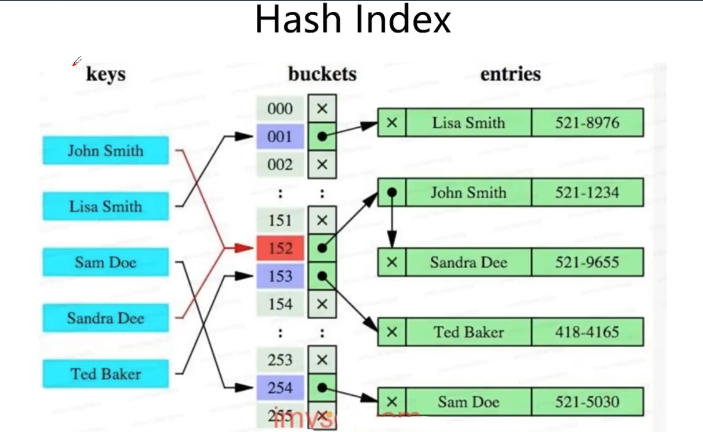 Hash Index
keys
buckets
entries
000
001
002
:
:
151
152
153
154
:
:
253
254
255
John Smith
Lisa Smith
Sam Doe
Sandra Dee
Ted Baker
Lisa Smith 521-8976
John Smith 521-1234
Sandra Dee 521-9655
Ted Baker 418-4165
Sam Doe 521-5030